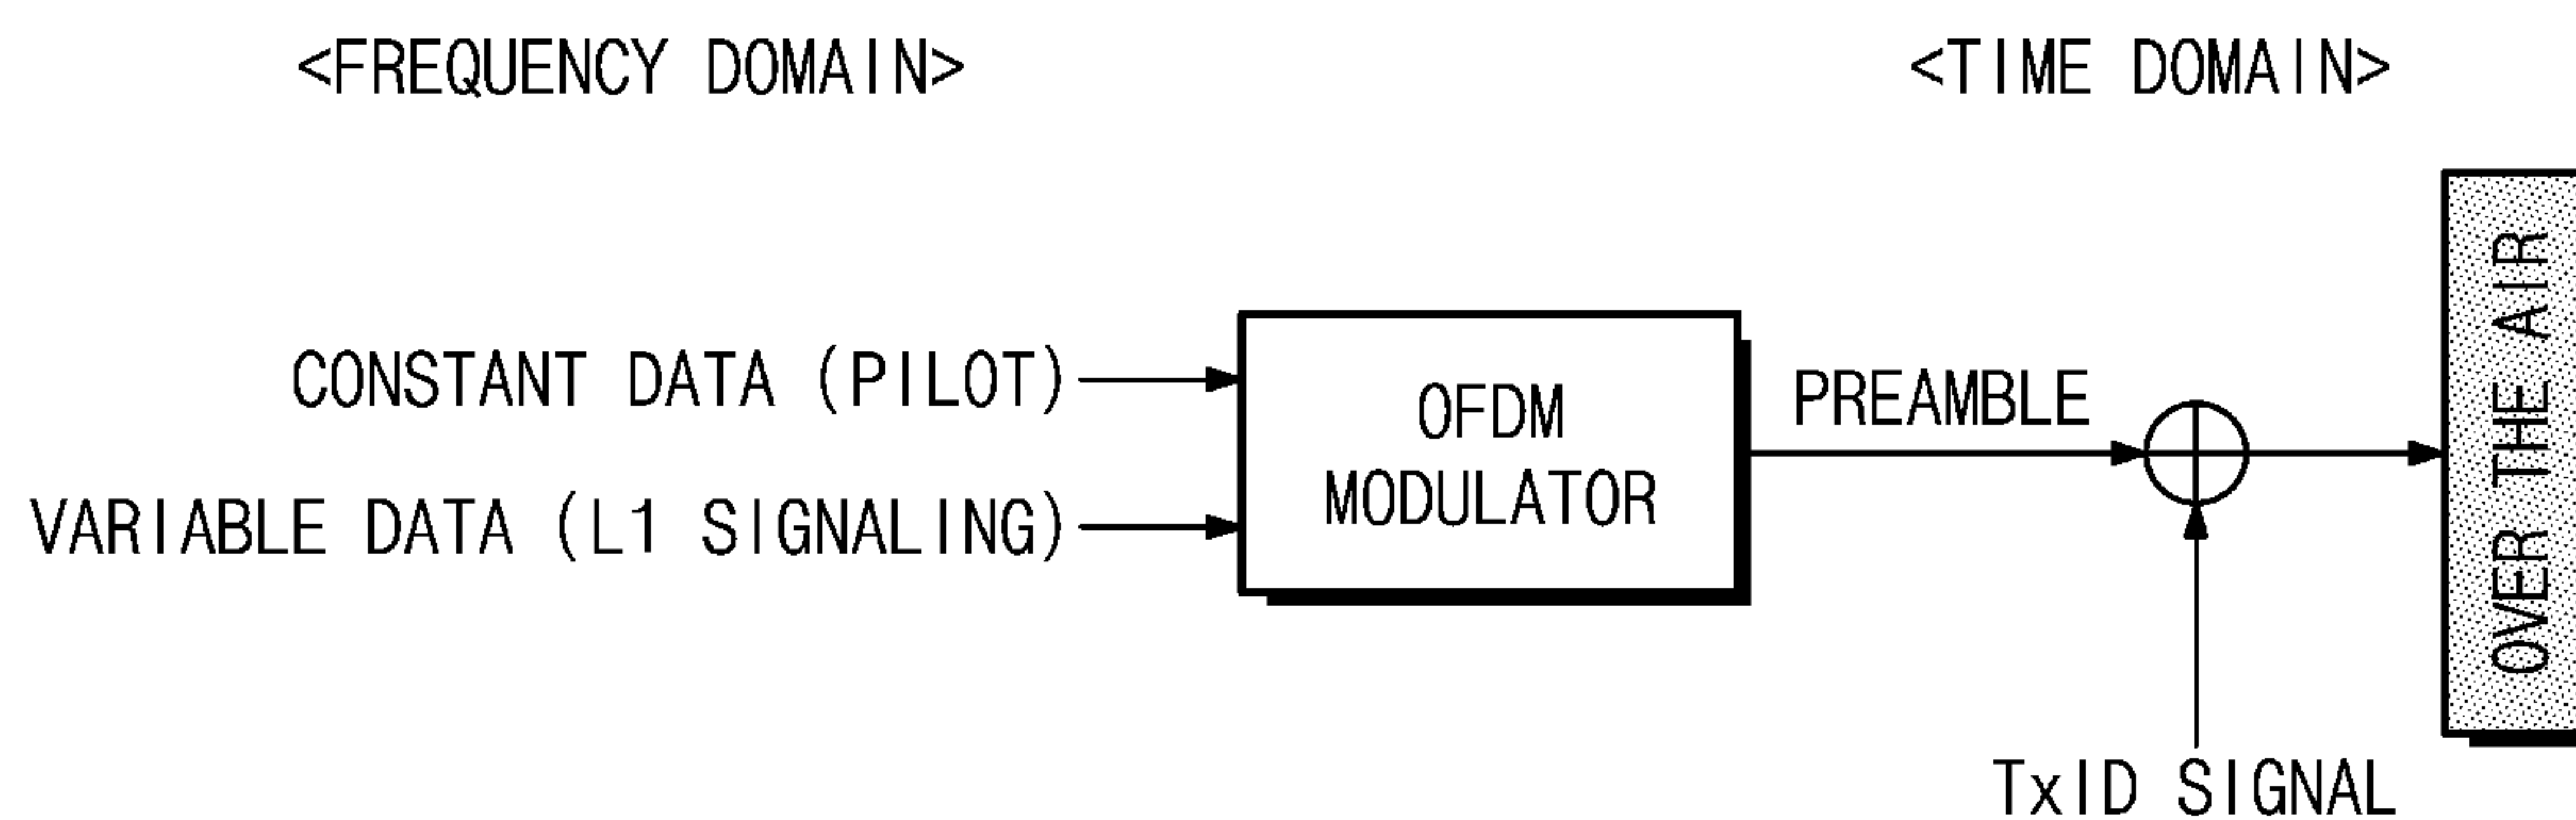 <FREQUENCY DOMAIN>
<TIME DOMAIN>
CONSTANT DATA (PILOT)
VARIABLE DATA (L1 SIGNALING)
OFDM
MODULATOR
PREAMBLE
TxID SIGNAL
OVER THE AIR